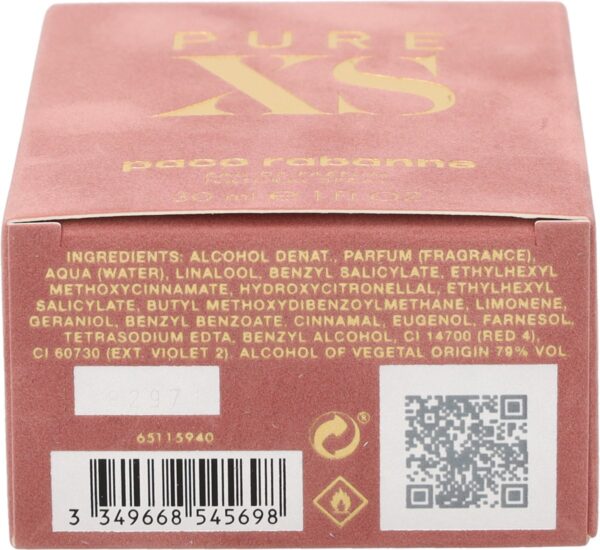 PURE
XS
paco rabanne
30 ml e 1 fl OZ
INGREDIENTS: ALCOHOL DENAT., PARFUM (FRAGRANCE),
AQUA (WATER), LINALOOL, BENZYL SALICYLATE, ETHYLHEXYL
METHOXYCINNAMATE, HYDROXYCITRONELLAL, ETHYLHEXYL
SALICYLATE, BUTYL METHOXYDIBENZOYLMETHANE, LIMONENE,
GERANIOL, BENZYL BENZOATE, CINNAMAL, EUGENOL, FARNESOL,
TETRASODIUM EDTA, BENZYL ALCOHOL, CI 14700 (RED 4),
CI 60730 (EXT. VIOLET 2). ALCOHOL OF VEGETAL ORIGIN 79% VOL
65115940
®
3 349668 545698